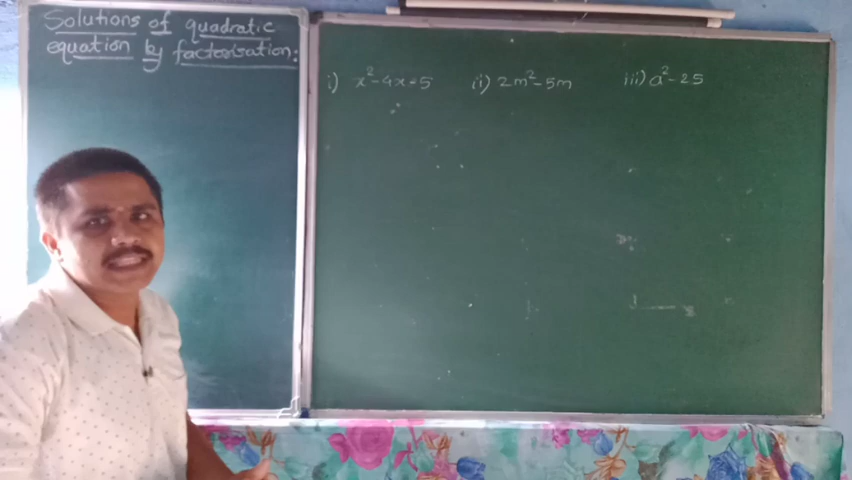 Solutions of quadratic
equation by factorisation:
i) x²-4x=5 ii) 2m²-5m iii) a²-25